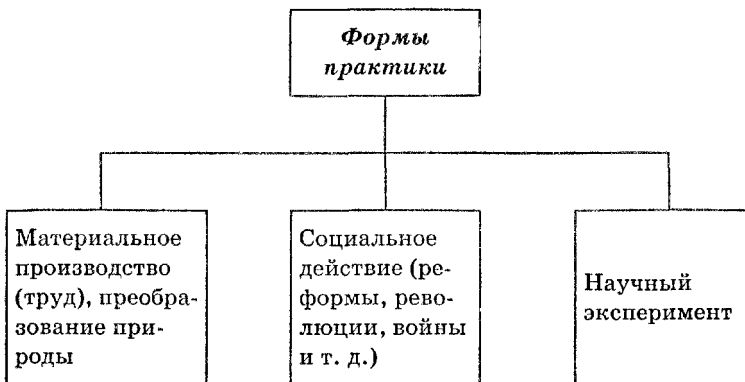 Формы
практики
Материальное
производство
(труд), преобра-
зование при-
роды
Социальное
действие (ре-
формы, рево-
люции, войны
и т. д.)
Научный
эксперимент